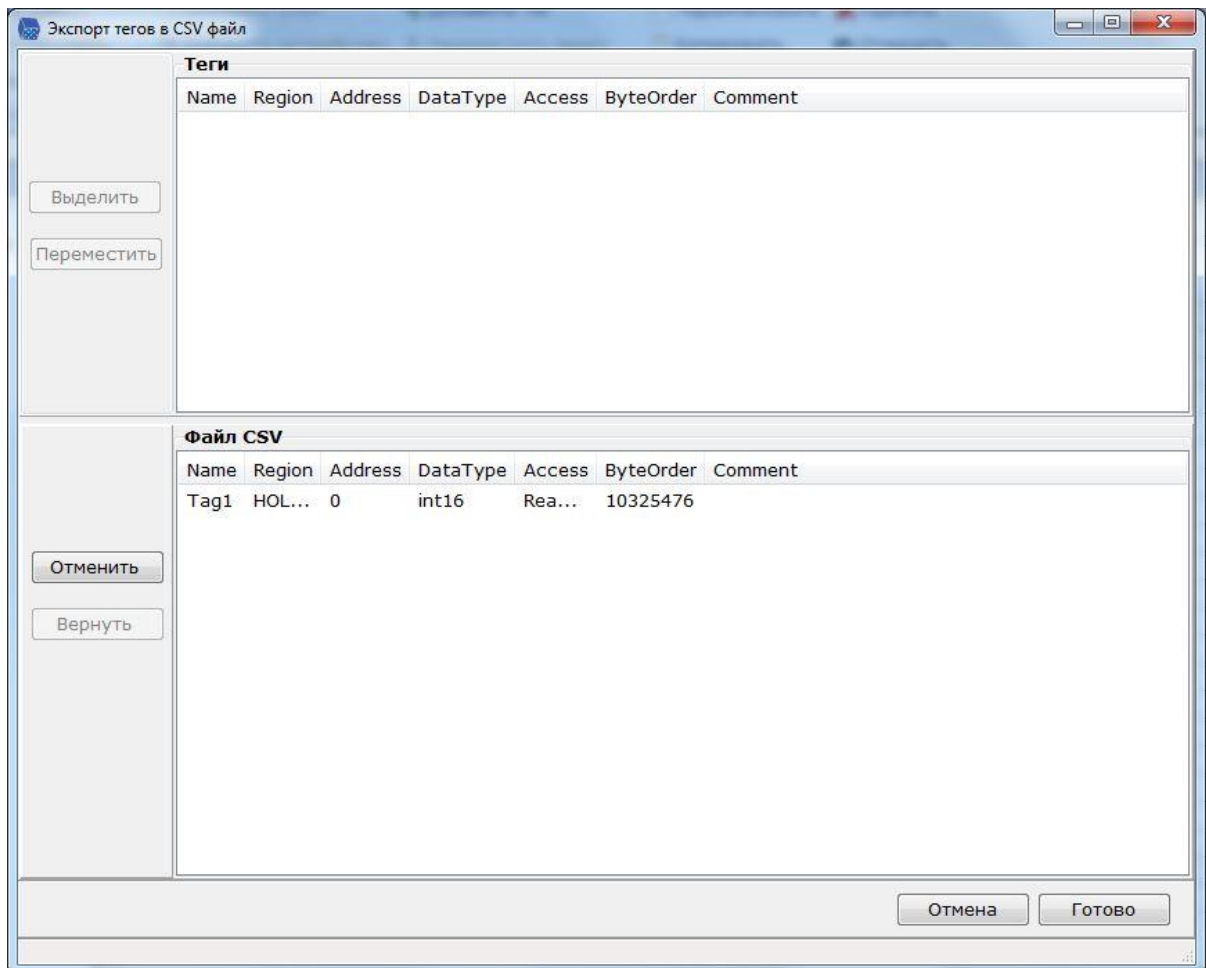 Экспорт тегов в CSV файл
Теги
Name Region Address DataType Access ByteOrder Comment
Выделить
Переместить
Файл CSV
Name Region Address DataType Access ByteOrder Comment
Tag1 HOL... 0 int16 Rea... 10325476
Отменить
Вернуть
Отмена Готово